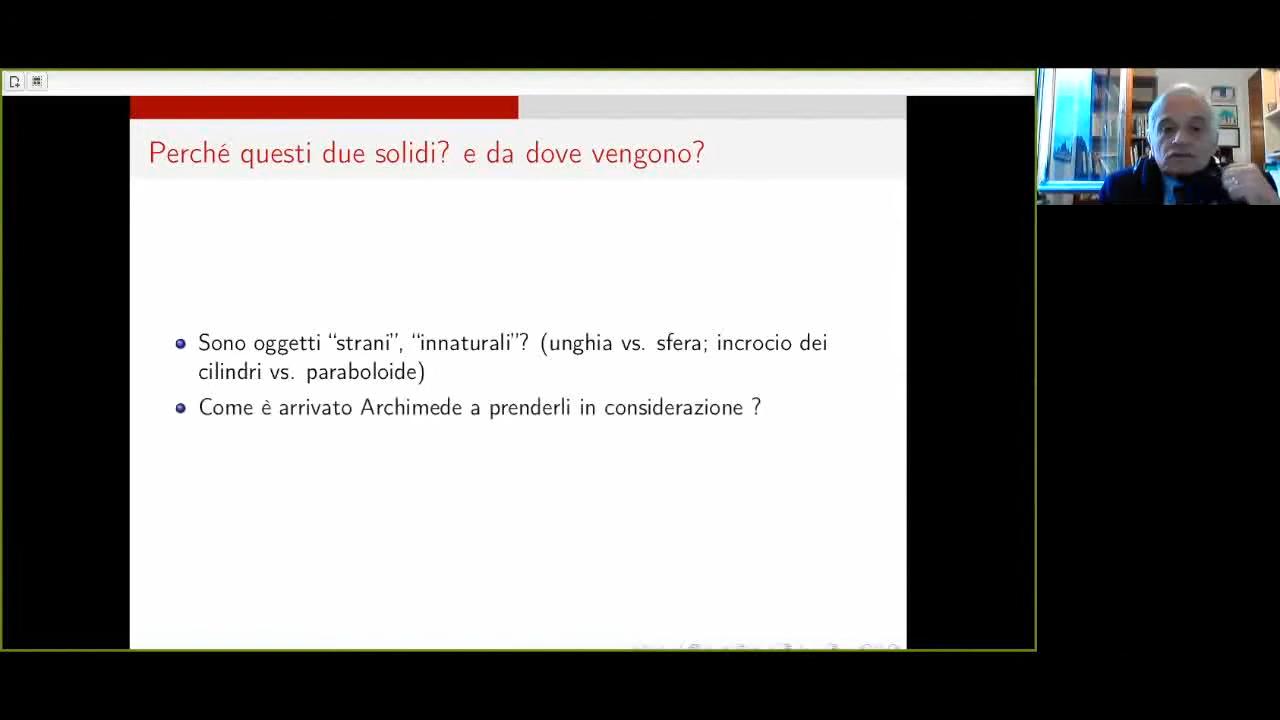 Perché questi due solidi? e da dove vengono?
Sono oggetti “strani”, “innaturali”? (unghia vs. sfera; incrocio dei
cilindri vs. paraboloide)
Come è arrivato Archimede a prenderli in considerazione ?